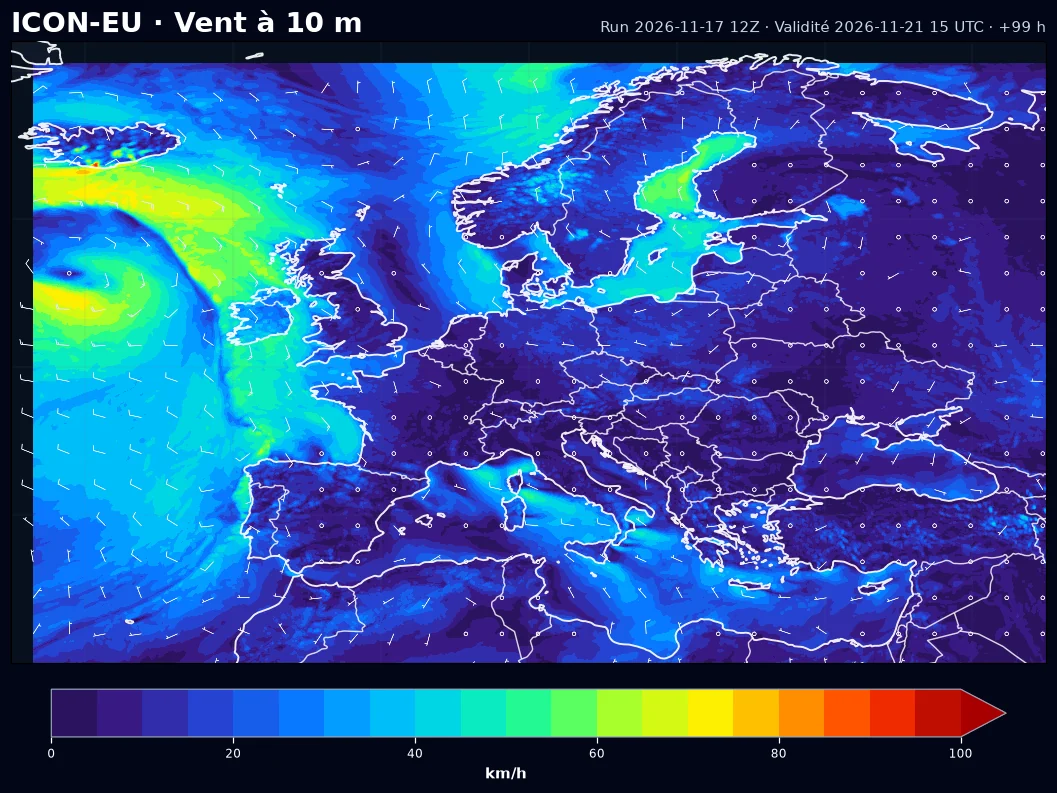 ICON-EU · Vent à 10 m
Run 2026-11-17 12Z · Validité 2026-11-21 15 UTC · +99 h
0 20 40 60 80 100
km/h